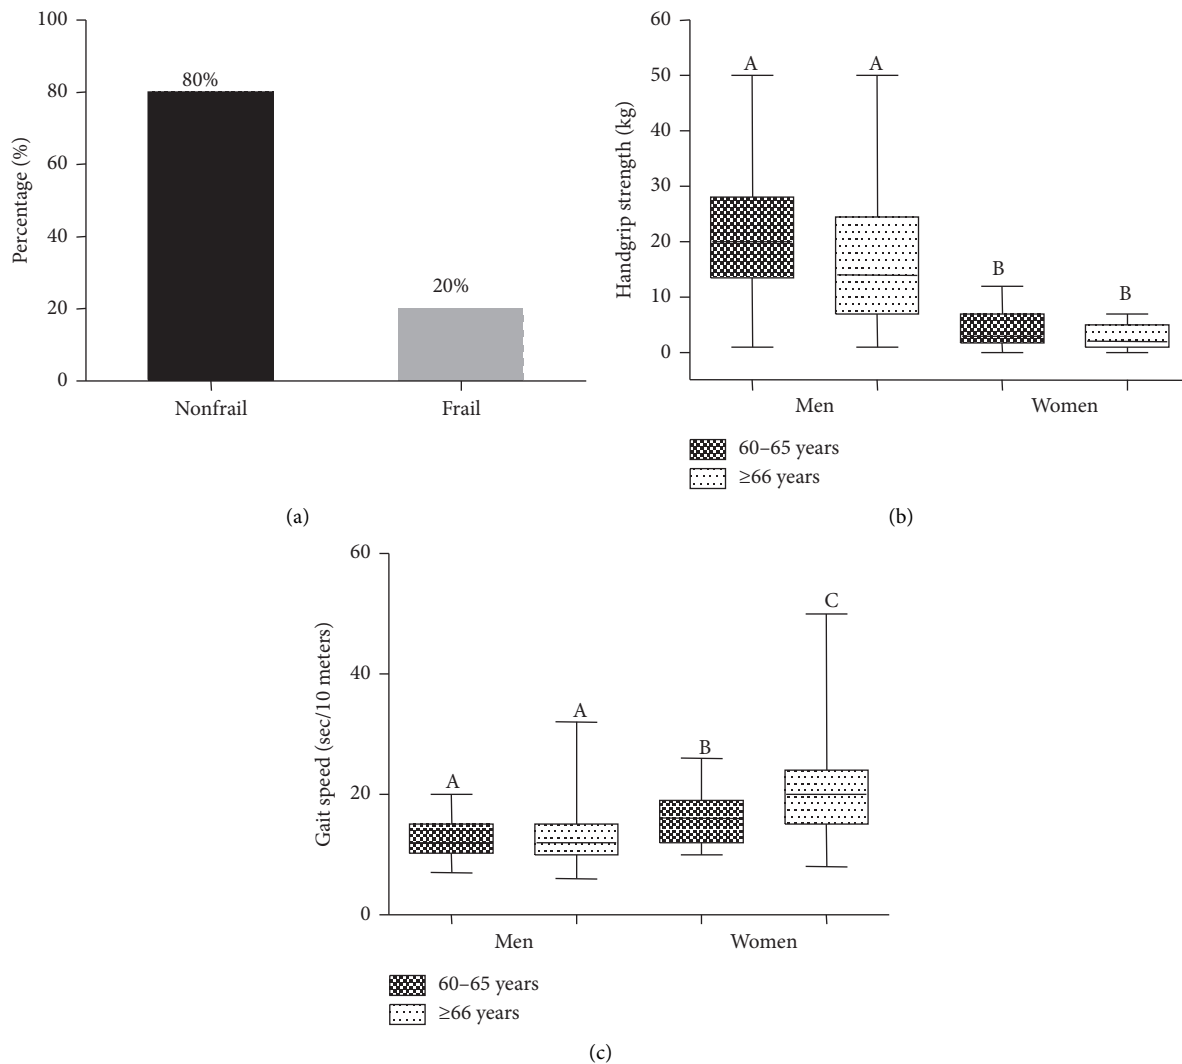 100
80
60
40
20
0
Percentage (%)
80%
20%
Nonfrail
Frail
(a)
60
50
40
30
20
10
0
Handgrip strength (kg)
A
A
B
B
Men
Women
60–65 years
≥66 years
(b)
60
40
20
0
Gait speed (sec/10 meters)
A
A
B
C
Men
Women
60–65 years
≥66 years
(c)